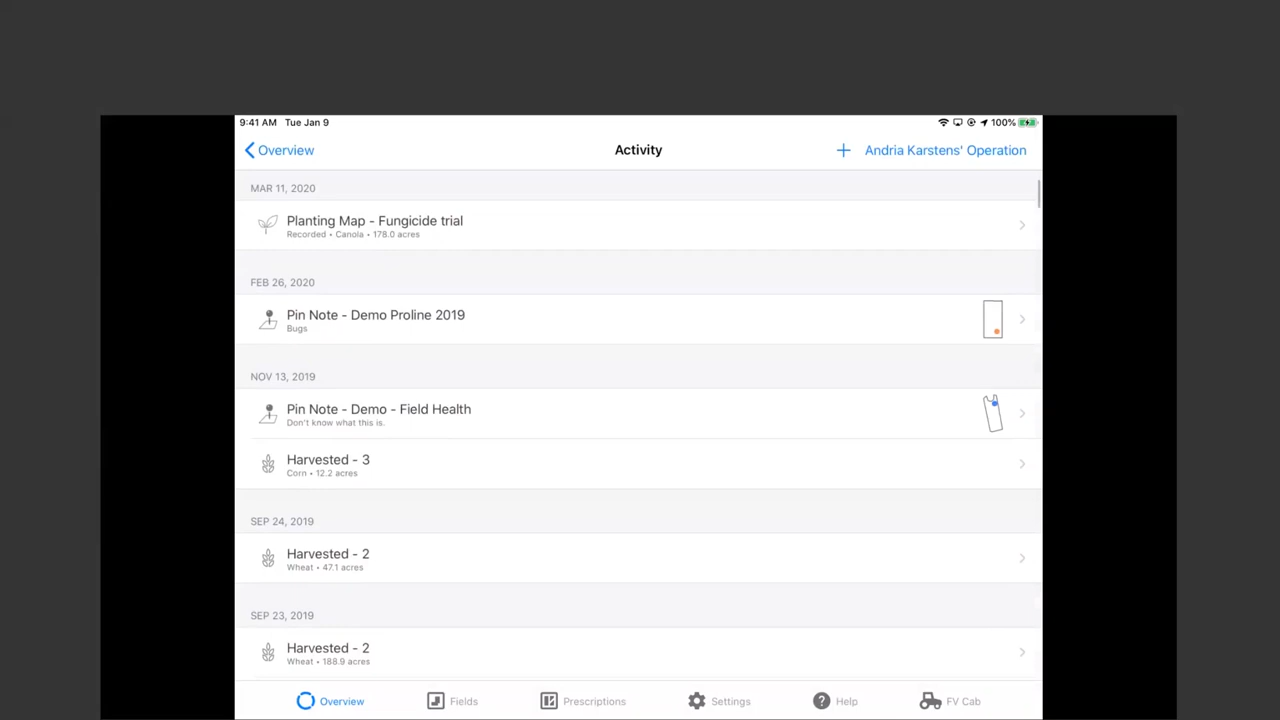 9:41 AM Tue Jan 9 100%
Overview Activity + Andria Karstens' Operation
MAR 11, 2020
Planting Map - Fungicide trial
Recorded • Canola • 178.0 acres
FEB 26, 2020
Pin Note - Demo Proline 2019
Bugs
NOV 13, 2019
Pin Note - Demo - Field Health
Don't know what this is.
Harvested - 3
Corn • 12.2 acres
SEP 24, 2019
Harvested - 2
Wheat • 47.1 acres
SEP 23, 2019
Harvested - 2
Wheat • 188.9 acres
Overview Fields Prescriptions Settings Help FV Cab